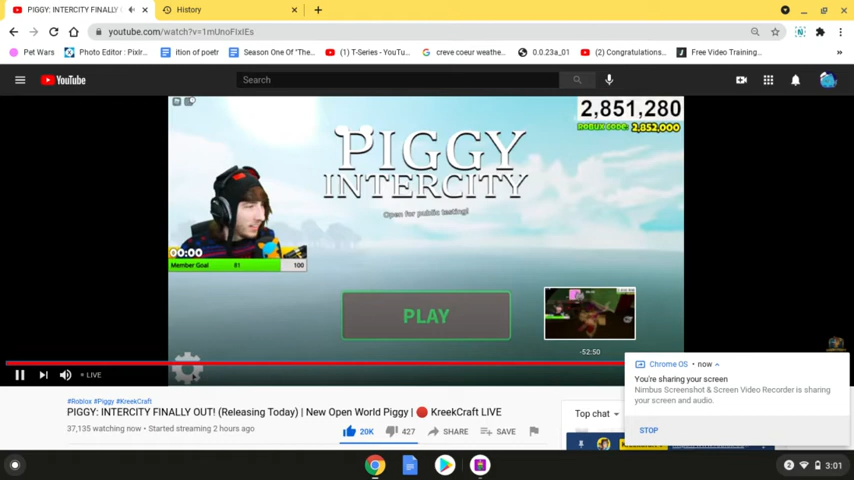 PIGGY: INTERCITY FINALLY OU
History
youtube.com/watch?v=1mUnoFIxIEs
Pet Wars
Photo Editor : Pixlr...
ition of poetr
Season One Of "The...
(1) T-Series - YouTu...
creve coeur weathe...
0.0.23a_01
(2) Congratulations...
Free Video Training...
YouTube
Search
2,851,280
ROBUX CODE: 2,852,000
PIGGY
INTERCITY
Open for public testing!
00:00
Member Goal 81 100
PLAY
-52:50
LIVE
Chrome OS • now
You're sharing your screen
Nimbus Screenshot & Screen Video Recorder is sharing
your screen and audio.
STOP
#Roblox #Piggy #KreekCraft
PIGGY: INTERCITY FINALLY OUT! (Releasing Today) | New Open World Piggy | 🔴 KreekCraft LIVE
37,135 watching now • Started streaming 2 hours ago
20K
427
SHARE
SAVE
Top chat
2
3:01